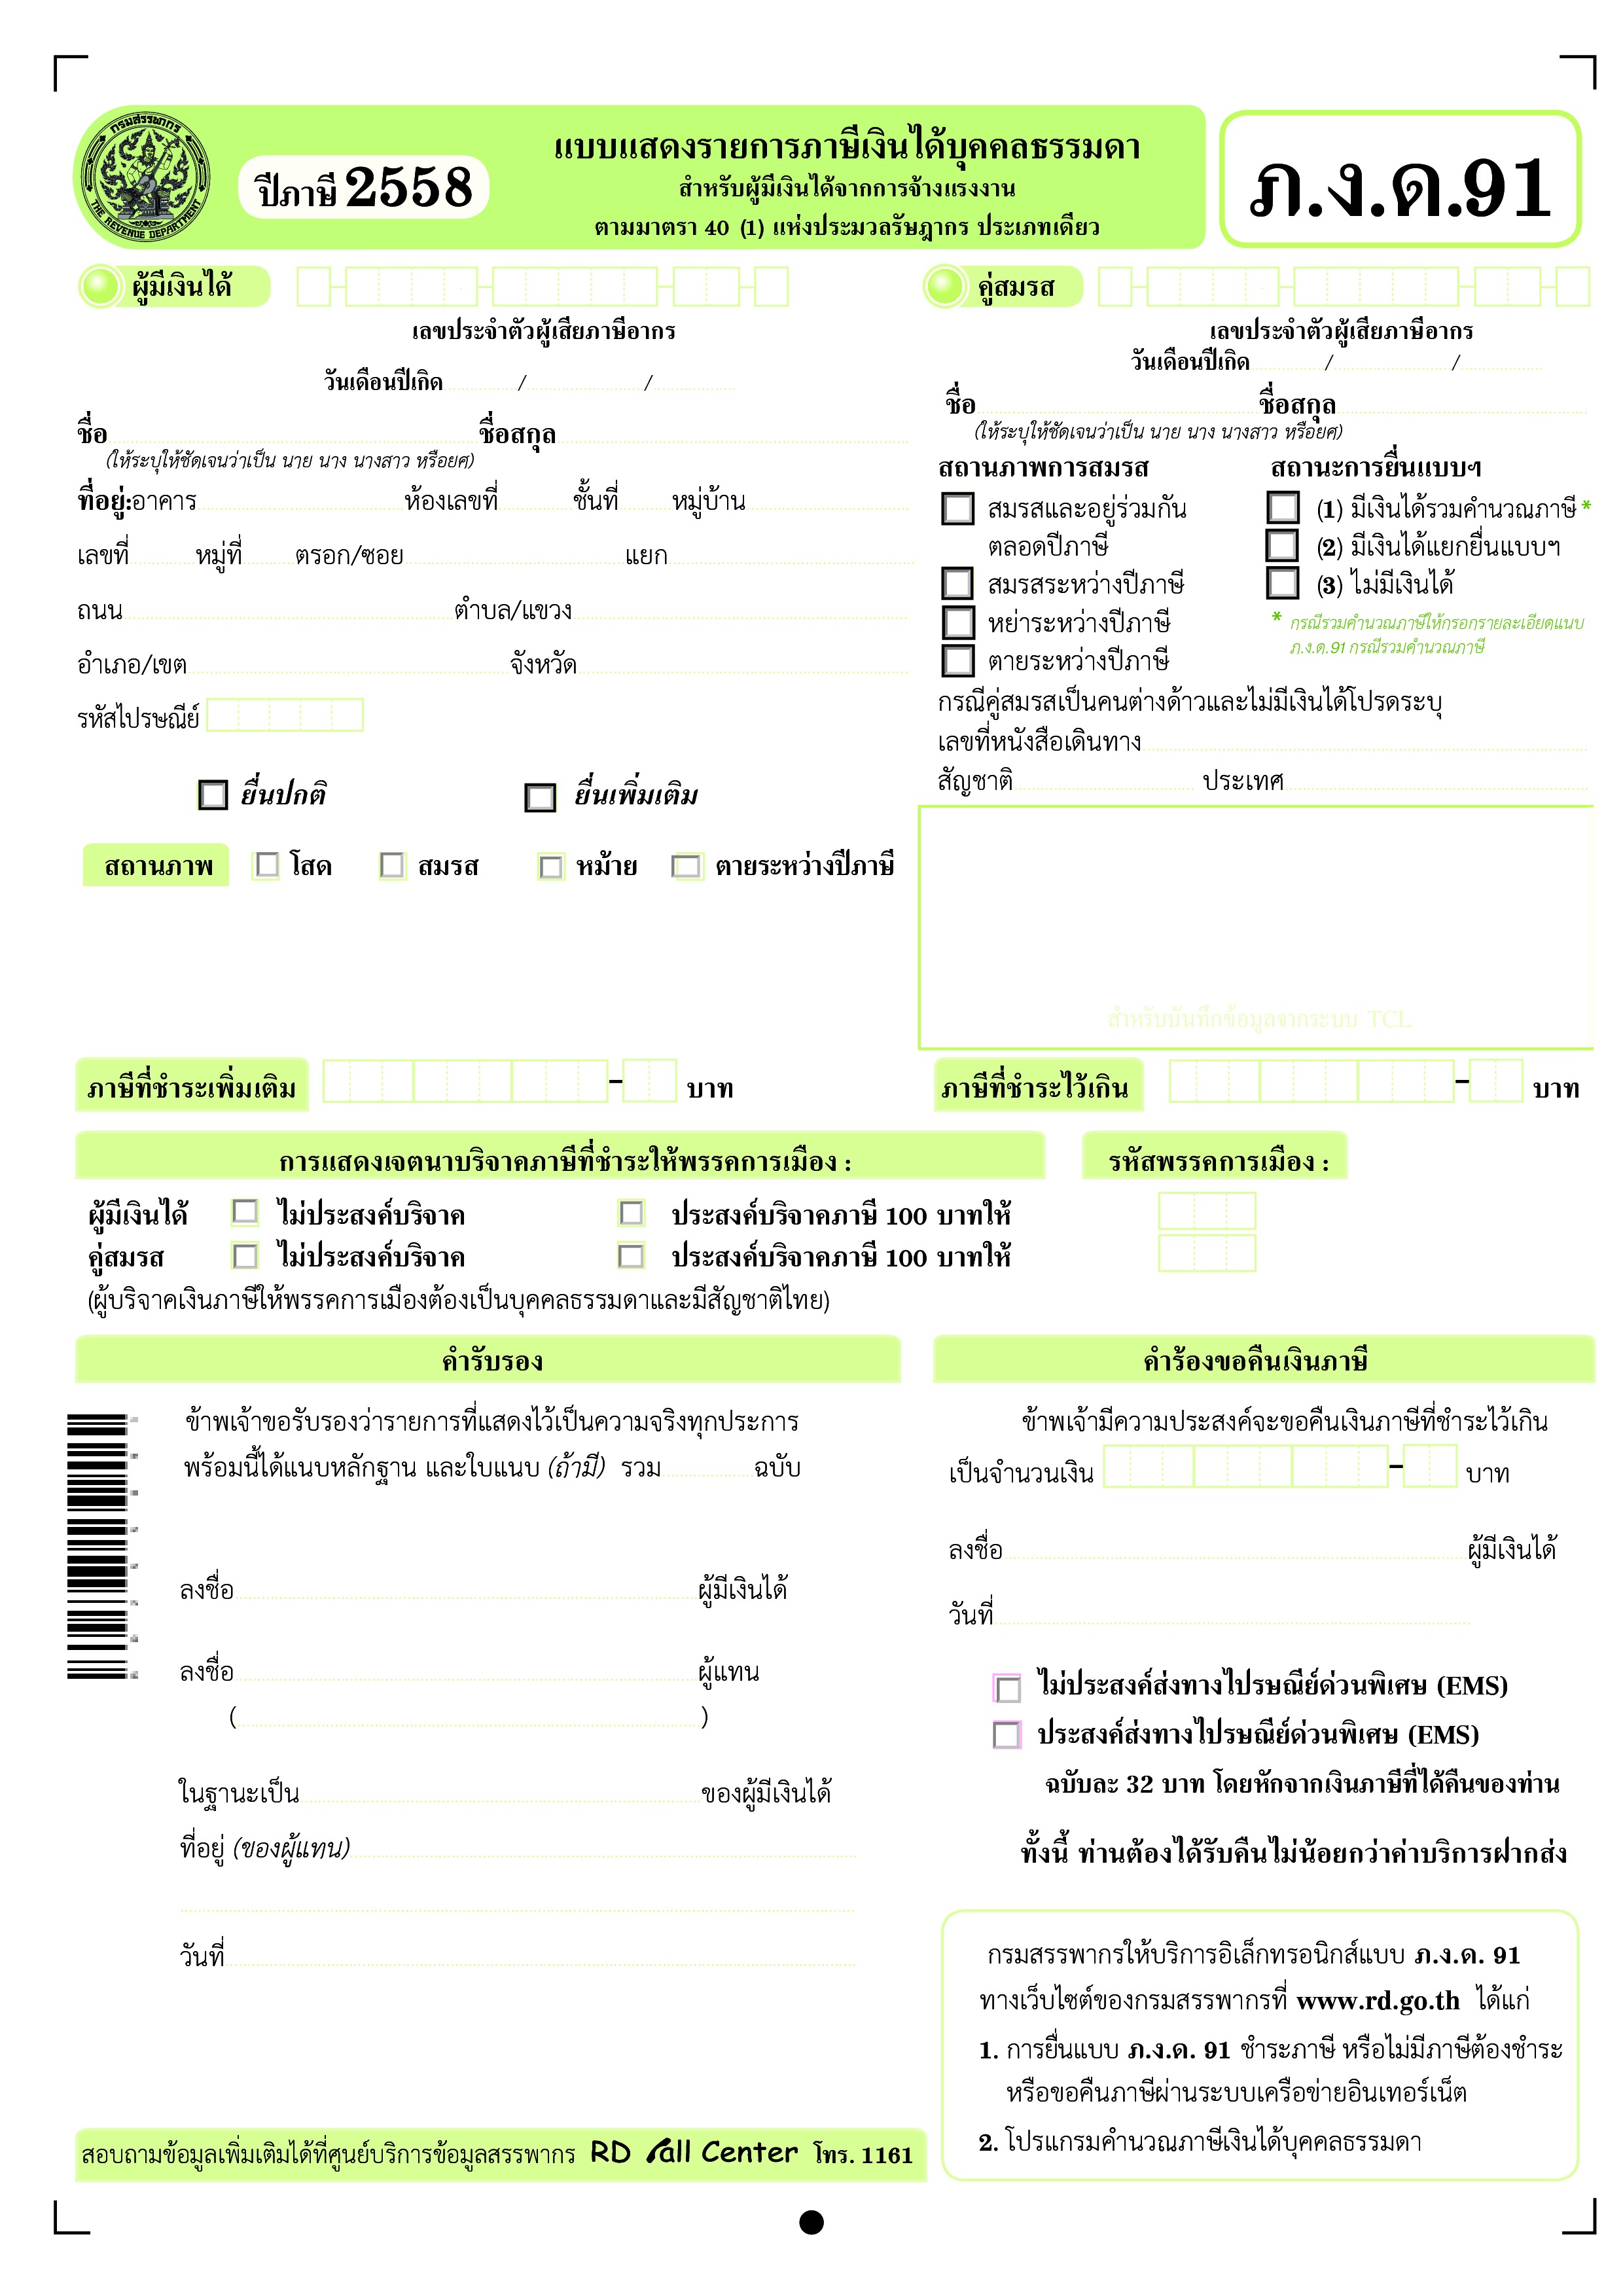 กรมสรรพากร
THE REVENUE DEPARTMENT
ปีภาษี 2558
แบบแสดงรายการภาษีเงินได้บุคคลธรรมดา
สำหรับผู้มีเงินได้จากการจ้างแรงงาน
ตามมาตรา 40 (1) แห่งประมวลรัษฎากร ประเภทเดียว
ภ.ง.ด.91
ผู้มีเงินได้
เลขประจำตัวผู้เสียภาษีอากร
วันเดือนปีเกิด / /
ชื่อ ชื่อสกุล
(ให้ระบุให้ชัดเจนว่าเป็น นาย นาง นางสาว หรือยศ)
ที่อยู่:อาคาร ห้องเลขที่ ชั้นที่ หมู่บ้าน
เลขที่ หมู่ที่ ตรอก/ซอย แยก
ถนน ตำบล/แขวง
อำเภอ/เขต จังหวัด
รหัสไปรษณีย์
ยื่นปกติ ยื่นเพิ่มเติม
สถานภาพ โสด สมรส หม้าย ตายระหว่างปีภาษี
คู่สมรส
เลขประจำตัวผู้เสียภาษีอากร
วันเดือนปีเกิด / /
ชื่อ ชื่อสกุล
(ให้ระบุให้ชัดเจนว่าเป็น นาย นาง นางสาว หรือยศ)
สถานภาพการสมรส
สมรสและอยู่ร่วมกัน
ตลอดปีภาษี
สมรสระหว่างปีภาษี
หย่าระหว่างปีภาษี
ตายระหว่างปีภาษี
สถานะการยื่นแบบฯ
(1) มีเงินได้รวมคำนวณภาษี *
(2) มีเงินได้แยกยื่นแบบฯ
(3) ไม่มีเงินได้
* กรณีรวมคำนวณภาษีให้กรอกรายละเอียดแนบ
ภ.ง.ด.91 กรณีรวมคำนวณภาษี
กรณีคู่สมรสเป็นคนต่างด้าวและไม่มีเงินได้โปรดระบุ
เลขที่หนังสือเดินทาง
สัญชาติ ประเทศ
สำหรับบันทึกข้อมูลจากระบบ TCL
ภาษีที่ชำระเพิ่มเติม - บาท
ภาษีที่ชำระไว้เกิน - บาท
การแสดงเจตนาบริจาคภาษีที่ชำระให้พรรคการเมือง :
รหัสพรรคการเมือง :
ผู้มีเงินได้ ไม่ประสงค์บริจาค ประสงค์บริจาคภาษี 100 บาทให้
คู่สมรส ไม่ประสงค์บริจาค ประสงค์บริจาคภาษี 100 บาทให้
(ผู้บริจาคเงินภาษีให้พรรคการเมืองต้องเป็นบุคคลธรรมดาและมีสัญชาติไทย)
คำรับรอง
ข้าพเจ้าขอรับรองว่ารายการที่แสดงไว้เป็นความจริงทุกประการ
พร้อมนี้ได้แนบหลักฐาน และใบแนบ (ถ้ามี) รวม ฉบับ
ลงชื่อ ผู้มีเงินได้
ลงชื่อ ผู้แทน
( )
ในฐานะเป็น ของผู้มีเงินได้
ที่อยู่ (ของผู้แทน)
วันที่
คำร้องขอคืนเงินภาษี
ข้าพเจ้ามีความประสงค์จะขอคืนเงินภาษีที่ชำระไว้เกิน
เป็นจำนวนเงิน - บาท
ลงชื่อ ผู้มีเงินได้
วันที่
ไม่ประสงค์ส่งทางไปรษณีย์ด่วนพิเศษ (EMS)
ประสงค์ส่งทางไปรษณีย์ด่วนพิเศษ (EMS)
ฉบับละ 32 บาท โดยหักจากเงินภาษีที่ได้คืนของท่าน
ทั้งนี้ ท่านต้องได้รับคืนไม่น้อยกว่าค่าบริการฝากส่ง
กรมสรรพากรให้บริการอิเล็กทรอนิกส์แบบ ภ.ง.ด. 91
ทางเว็บไซต์ของกรมสรรพากรที่ www.rd.go.th ได้แก่
1. การยื่นแบบ ภ.ง.ด. 91 ชำระภาษี หรือไม่มีภาษีต้องชำระ
หรือขอคืนภาษีผ่านระบบเครือข่ายอินเทอร์เน็ต
2. โปรแกรมคำนวณภาษีเงินได้บุคคลธรรมดา
สอบถามข้อมูลเพิ่มเติมได้ที่ศูนย์บริการข้อมูลสรรพากร RD Call Center โทร. 1161